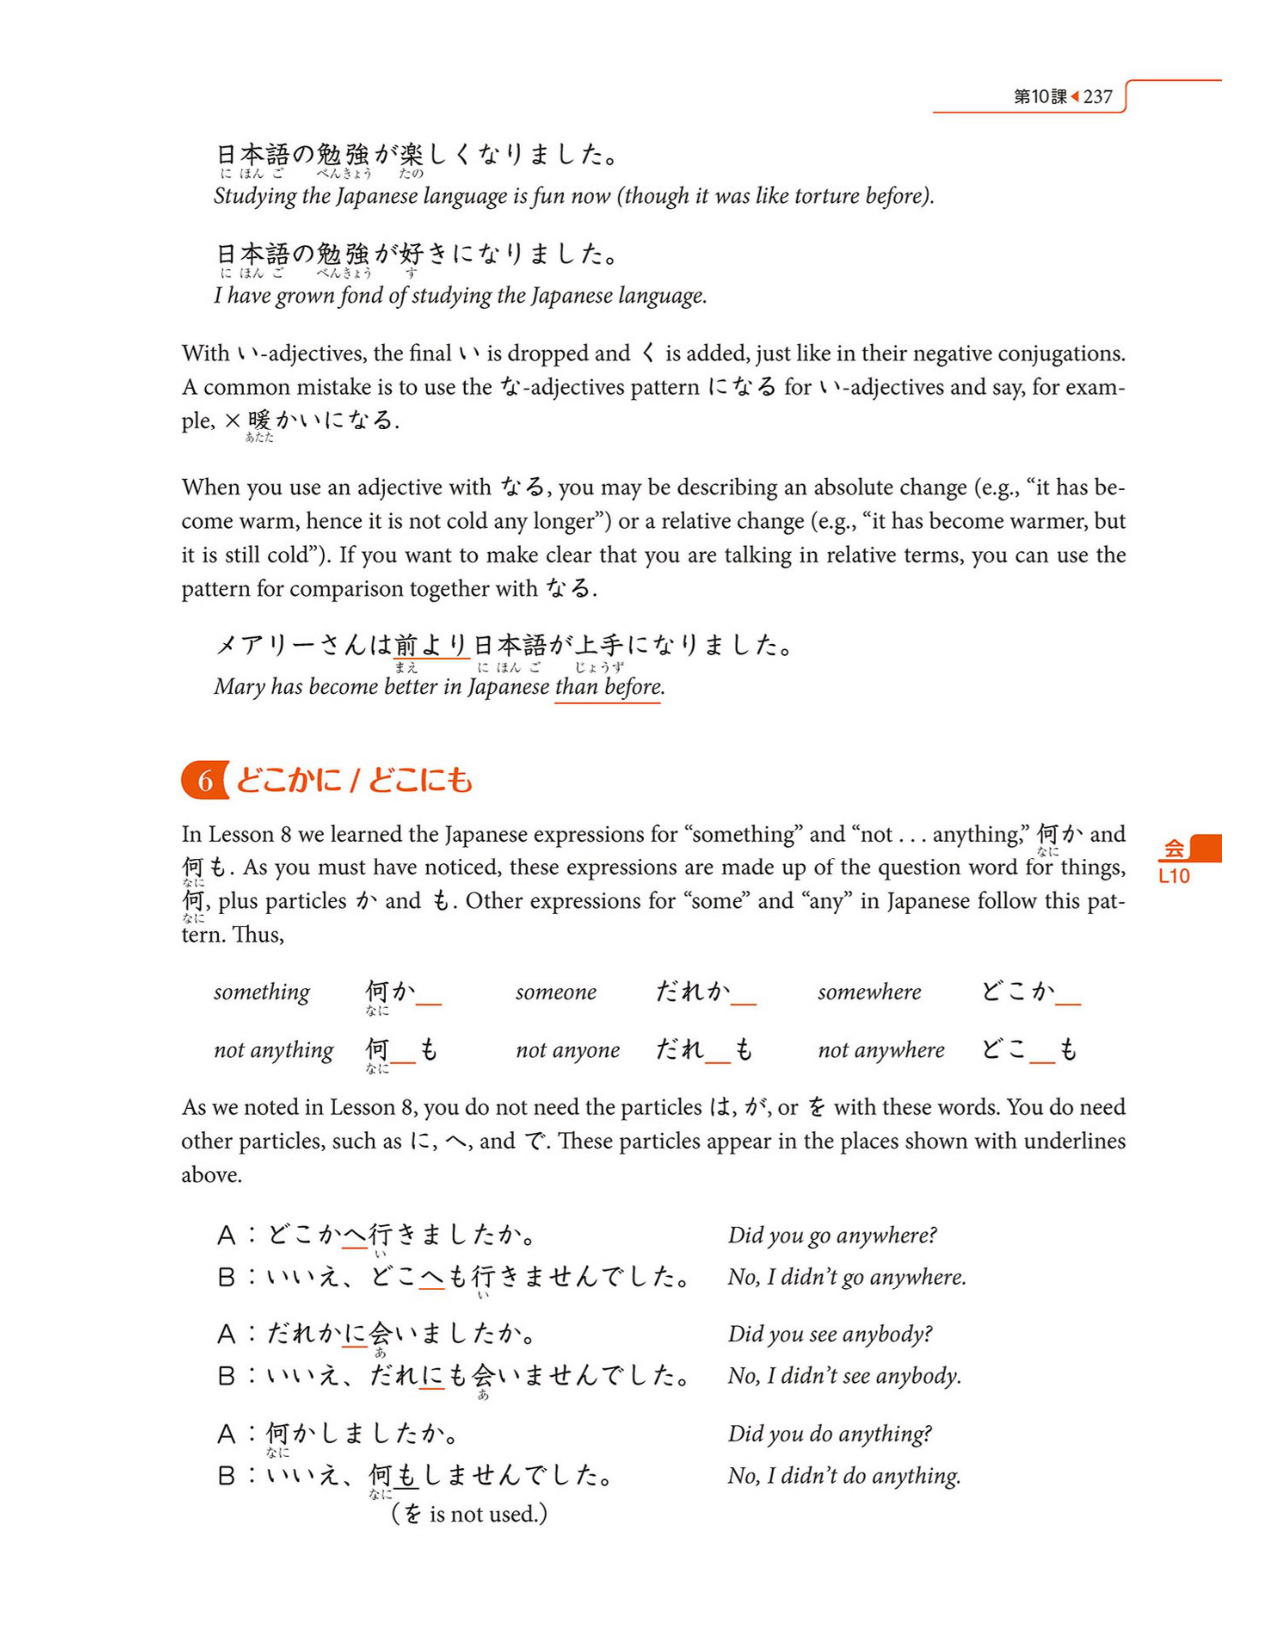 第10課 ◀ 237
日本語の勉強が楽しくなりました。
に ほん ご べんきょう たの
Studying the Japanese language is fun now (though it was like torture before).
日本語の勉強が好きになりました。
に ほん ご べんきょう す
I have grown fond of studying the Japanese language.
With い-adjectives, the final い is dropped and く is added, just like in their negative conjugations.
A common mistake is to use the な-adjectives pattern になる for い-adjectives and say, for exam-
ple, ×暖かいになる.
あたた
When you use an adjective with なる, you may be describing an absolute change (e.g., “it has be-
come warm, hence it is not cold any longer”) or a relative change (e.g., “it has become warmer, but
it is still cold”). If you want to make clear that you are talking in relative terms, you can use the
pattern for comparison together with なる.
メアリーさんは前より日本語が上手になりました。
まえ に ほん ご じょうず
Mary has become better in Japanese than before.
6 どこかに / どこにも
In Lesson 8 we learned the Japanese expressions for “something” and “not . . . anything,” 何か and
なに
何も. As you must have noticed, these expressions are made up of the question word for things,
なに
何, plus particles か and も. Other expressions for “some” and “any” in Japanese follow this pat-
なに
tern. Thus,
会
L10
something 何か__ someone だれか__ somewhere どこか__
なに
not anything 何__も not anyone だれ__も not anywhere どこ__も
なに
As we noted in Lesson 8, you do not need the particles は, が, or を with these words. You do need
other particles, such as に, へ, and で. These particles appear in the places shown with underlines
above.
A：どこかへ行きましたか。 Did you go anywhere?
い
B：いいえ、どこへも行きませんでした。 No, I didn’t go anywhere.
い
A：だれかに会いましたか。 Did you see anybody?
あ
B：いいえ、だれにも会いませんでした。 No, I didn’t see anybody.
あ
A：何かしましたか。 Did you do anything?
なに
B：いいえ、何もしませんでした。 No, I didn’t do anything.
なに
（を is not used.）